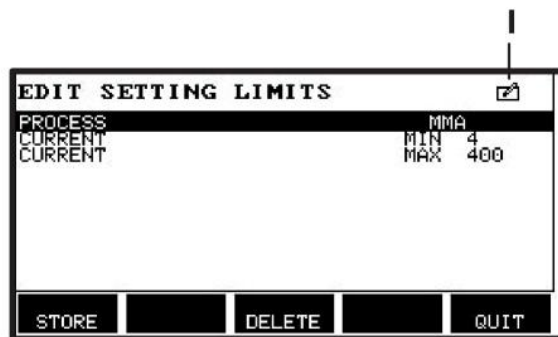 I
EDIT SETTING LIMITS
PROCESS MMA
CURRENT MIN 4
CURRENT MAX 400
STORE DELETE QUIT